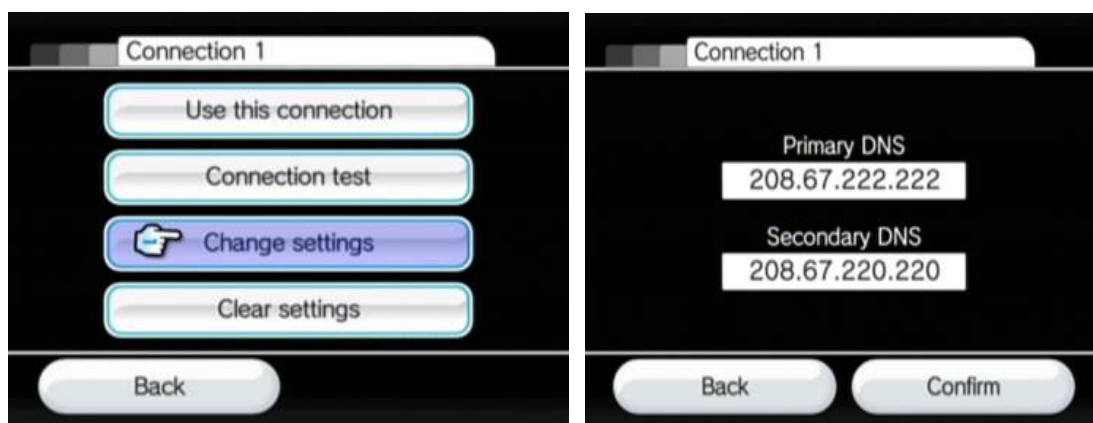 Connection 1
Use this connection
Connection test
Change settings
Clear settings
Back
Connection 1
Primary DNS
208.67.222.222
Secondary DNS
208.67.220.220
Back
Confirm